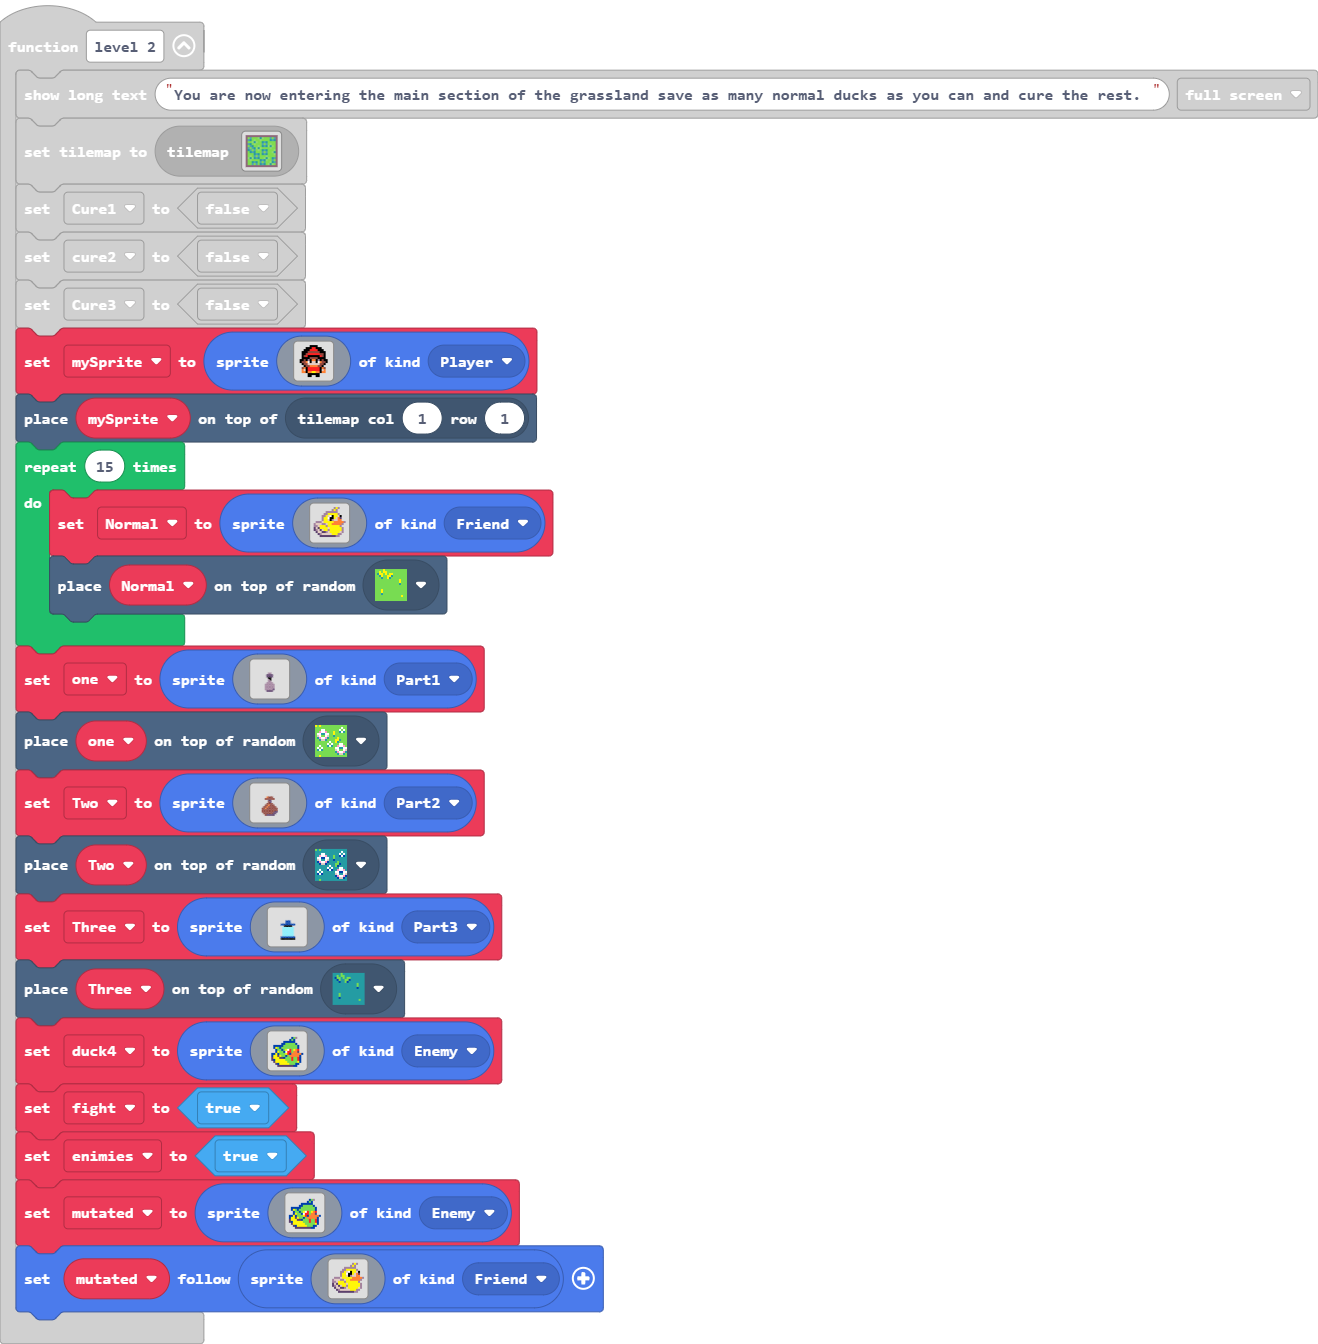 function level 2
show long text "You are now entering the main section of the grassland save as many normal ducks as you can and cure the rest. " full screen
set tilemap to tilemap
set Cure1 to false
set cure2 to false
set Cure3 to false
set mySprite to sprite of kind Player
place mySprite on top of tilemap col 1 row 1
repeat 15 times
do
set Normal to sprite of kind Friend
place Normal on top of random
set one to sprite of kind Part1
place one on top of random
set Two to sprite of kind Part2
place Two on top of random
set Three to sprite of kind Part3
place Three on top of random
set duck4 to sprite of kind Enemy
set fight to true
set enimies to true
set mutated to sprite of kind Enemy
set mutated follow sprite of kind Friend